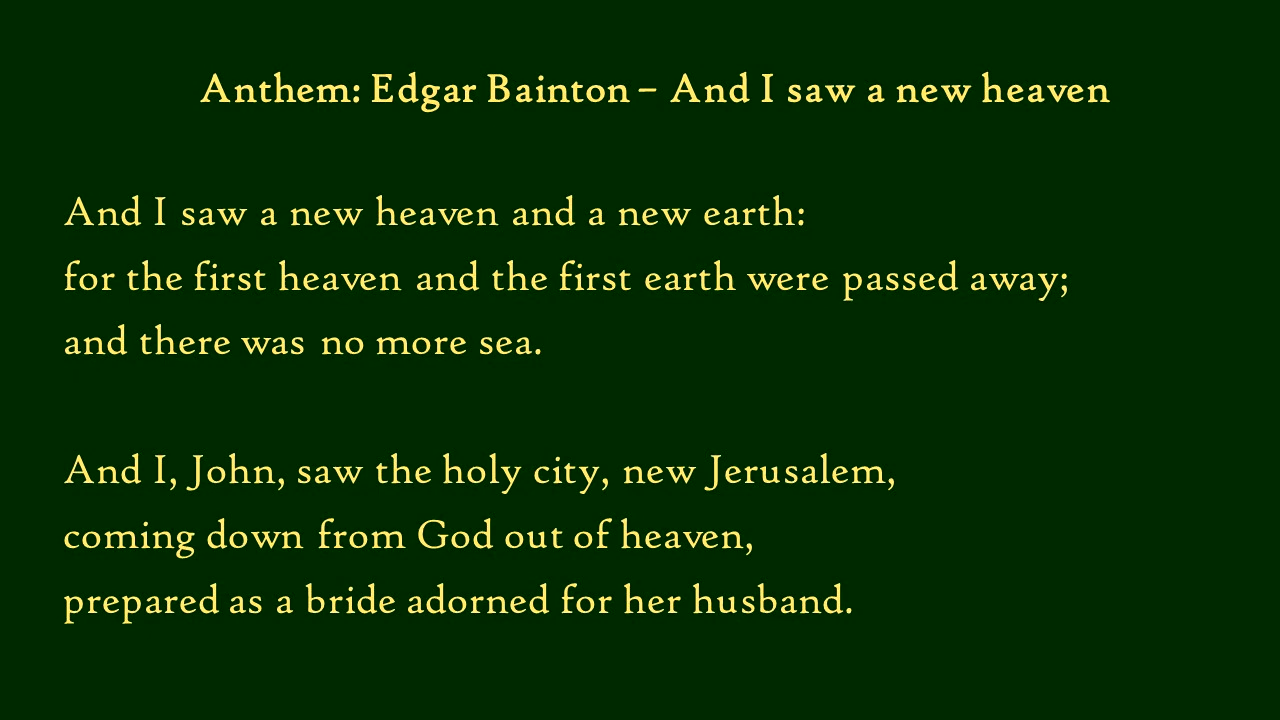 Anthem: Edgar Bainton – And I saw a new heaven
And I saw a new heaven and a new earth:
for the first heaven and the first earth were passed away;
and there was no more sea.
And I, John, saw the holy city, new Jerusalem,
coming down from God out of heaven,
prepared as a bride adorned for her husband.